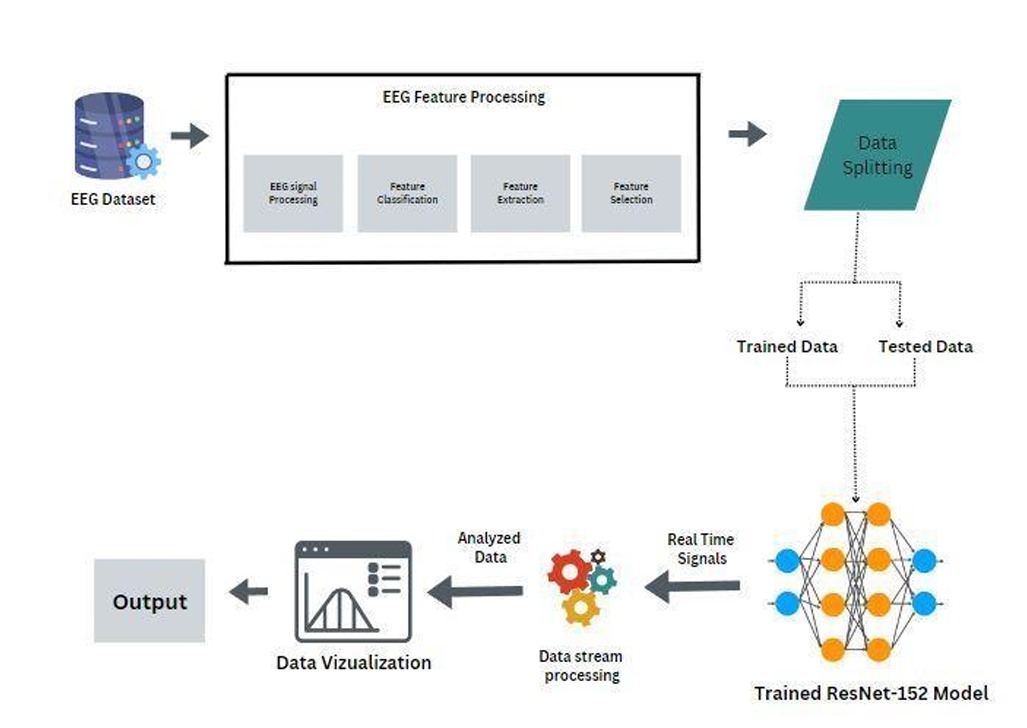 EEG Dataset
EEG Feature Processing
EEG signal
Processing
Feature
Classification
Feature
Extraction
Feature
Selection
Data
Splitting
Trained Data
Tested Data
Trained ResNet-152 Model
Real Time
Signals
Data stream
processing
Analyzed
Data
Data Vizualization
Output